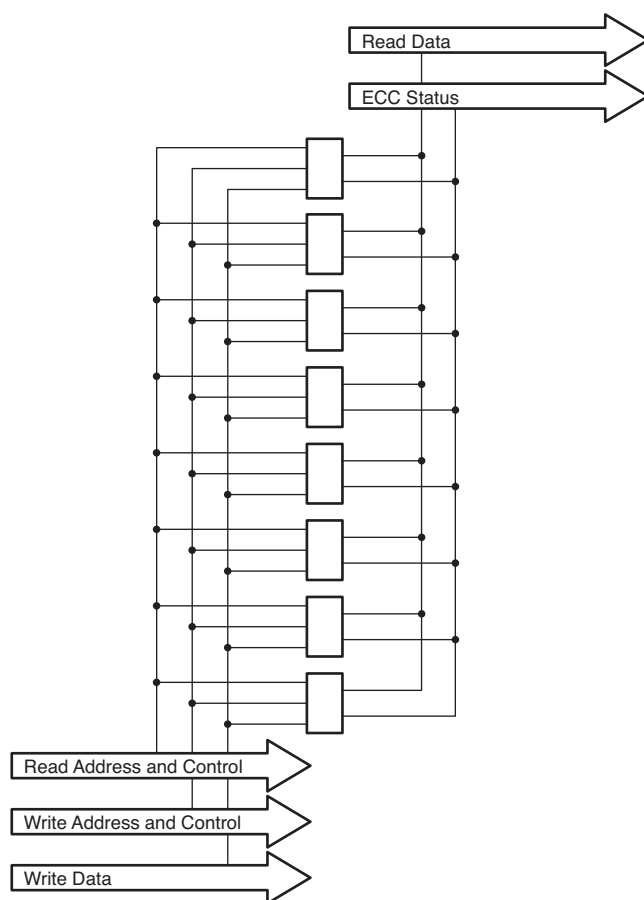 Read Data
ECC Status
Read Address and Control
Write Address and Control
Write Data